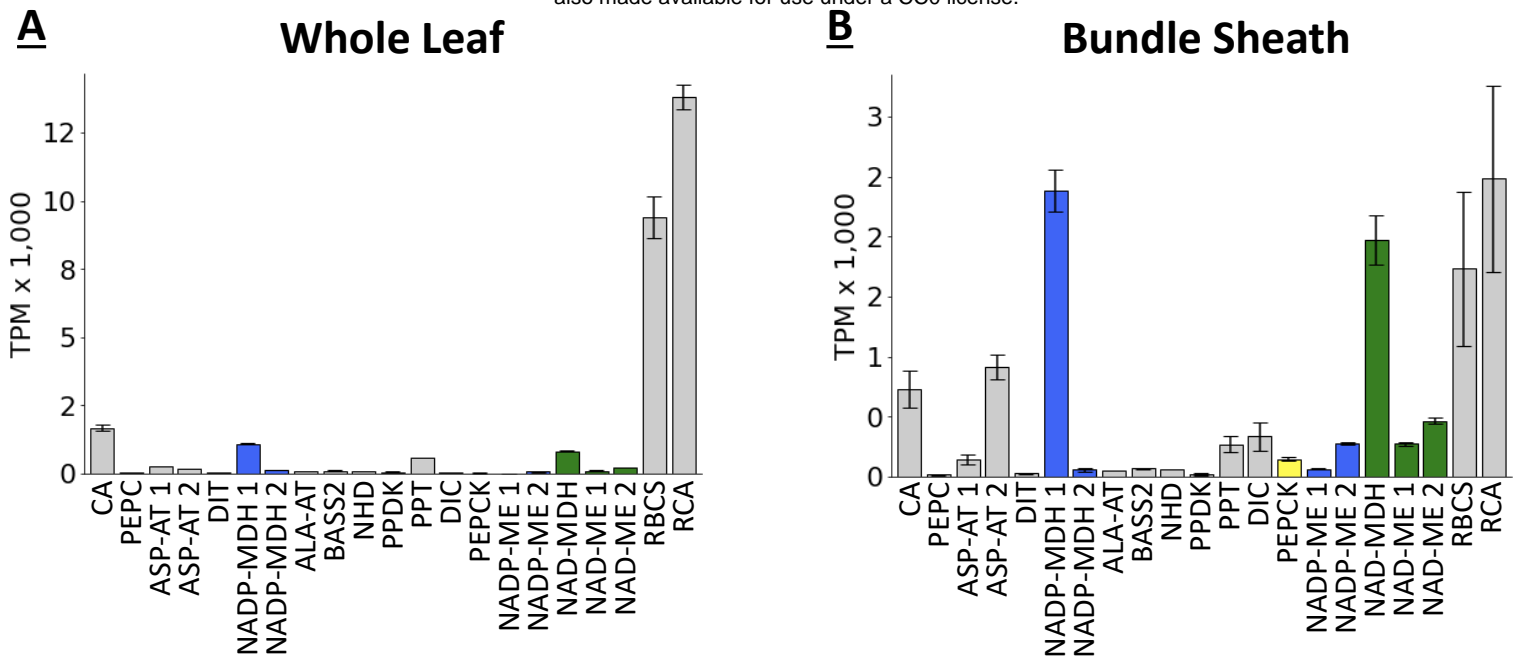 also made available for use under a CC0 license.
A
Whole Leaf
TPM x 1,000
12
10
8
5
2
0
CA
PEPC
ASP-AT 1
ASP-AT 2
DIT
NADP-MDH 1
NADP-MDH 2
ALA-AT
BASS2
NHD
PPDK
PPT
DIC
PEPCK
NADP-ME 1
NADP-ME 2
NAD-MDH
NAD-ME 1
NAD-ME 2
RBCS
RCA
B
Bundle Sheath
TPM x 1,000
3
2
2
2
1
0
0
CA
PEPC
ASP-AT 1
ASP-AT 2
DIT
NADP-MDH 1
NADP-MDH 2
ALA-AT
BASS2
NHD
PPDK
PPT
DIC
PEPCK
NADP-ME 1
NADP-ME 2
NAD-MDH
NAD-ME 1
NAD-ME 2
RBCS
RCA